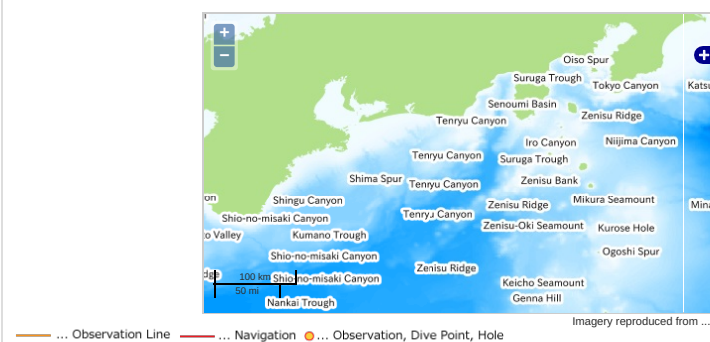 +
−
Oiso Spur
+
Suruga Trough
Tokyo Canyon
Senoumi Basin
Tenryu Canyon
Zenisu Ridge
Iro Canyon
Niijima Canyon
Tenryu Canyon
Suruga Trough
Shima Spur
Tenryu Canyon
Zenisu Bank
Shingu Canyon
Zenisu Ridge
Mikura Seamount
Shio-no-misaki Canyon
Tenryu Canyon
Zenisu-Oki Seamount
Kurose Hole
Valley
Kumano Trough
Shio-no-misaki Canyon
Ogoshi Spur
Zenisu Ridge
100 km
Shio-no-misaki Canyon
Keicho Seamount
50 mi
Nankai Trough
Genna Hill
Imagery reproduced from ...
... Observation Line ... Navigation ... Observation, Dive Point, Hole